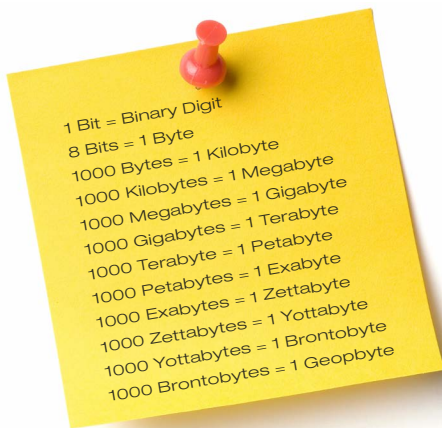 1 Bit = Binary Digit
8 Bits = 1 Byte
1000 Bytes = 1 Kilobyte
1000 Kilobytes = 1 Megabyte
1000 Megabytes = 1 Gigabyte
1000 Gigabytes = 1 Terabyte
1000 Terabyte = 1 Petabyte
1000 Petabytes = 1 Exabyte
1000 Exabytes = 1 Zettabyte
1000 Zettabytes = 1 Yottabyte
1000 Yottabytes = 1 Brontobyte
1000 Brontobytes = 1 Geopbyte